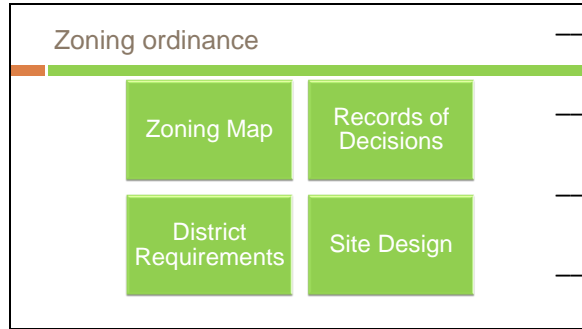 Zoning ordinance
Zoning Map
Records of
Decisions
District
Requirements
Site Design